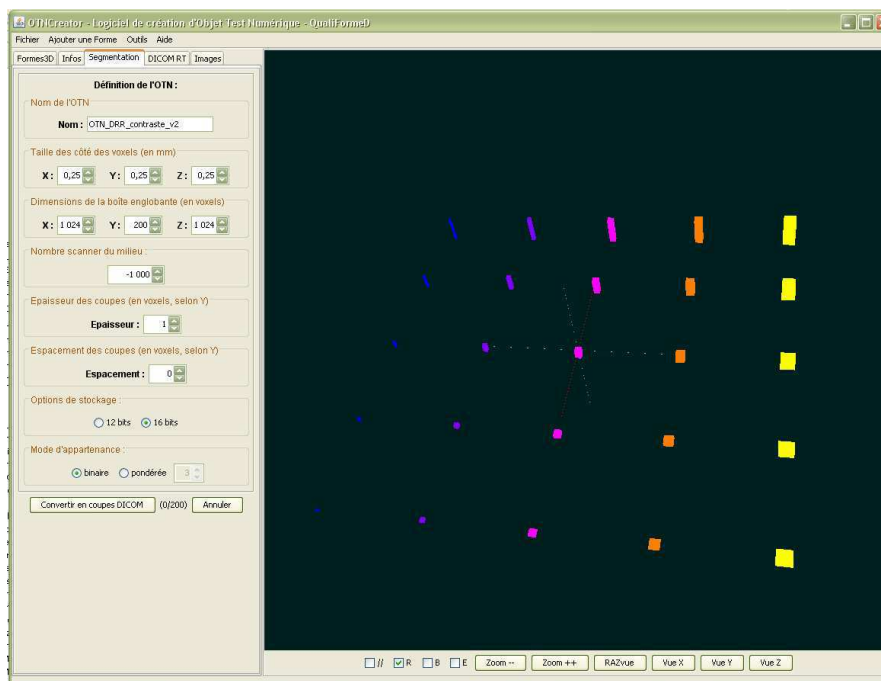 OTNCreator - Logiciel de création d'Objet Test Numérique - QualiFormeD
Fichier Ajouter une Forme Outils Aide
Formes3D Infos Segmentation DICOM RT Images
Définition de l'OTN :
Nom de l'OTN
Nom : OTN_DRR_contraste_v2
Taille des côté des voxels (en mm)
X : 0,25 Y : 0,25 Z : 0,25
Dimensions de la boîte englobante (en voxels)
X : 1 024 Y : 200 Z : 1 024
Nombre scanner du milieu :
-1 000
Epaisseur des coupes (en voxels, selon Y)
Epaisseur : 1
Espacement des coupes (en voxels, selon Y)
Espacement : 0
Options de stockage :
12 bits 16 bits
Mode d'appartenance :
binaire pondérée 3
Convertir en coupes DICOM (0/200) Annuler
// R B E Zoom -- Zoom ++ RAZvue Vue X Vue Y Vue Z